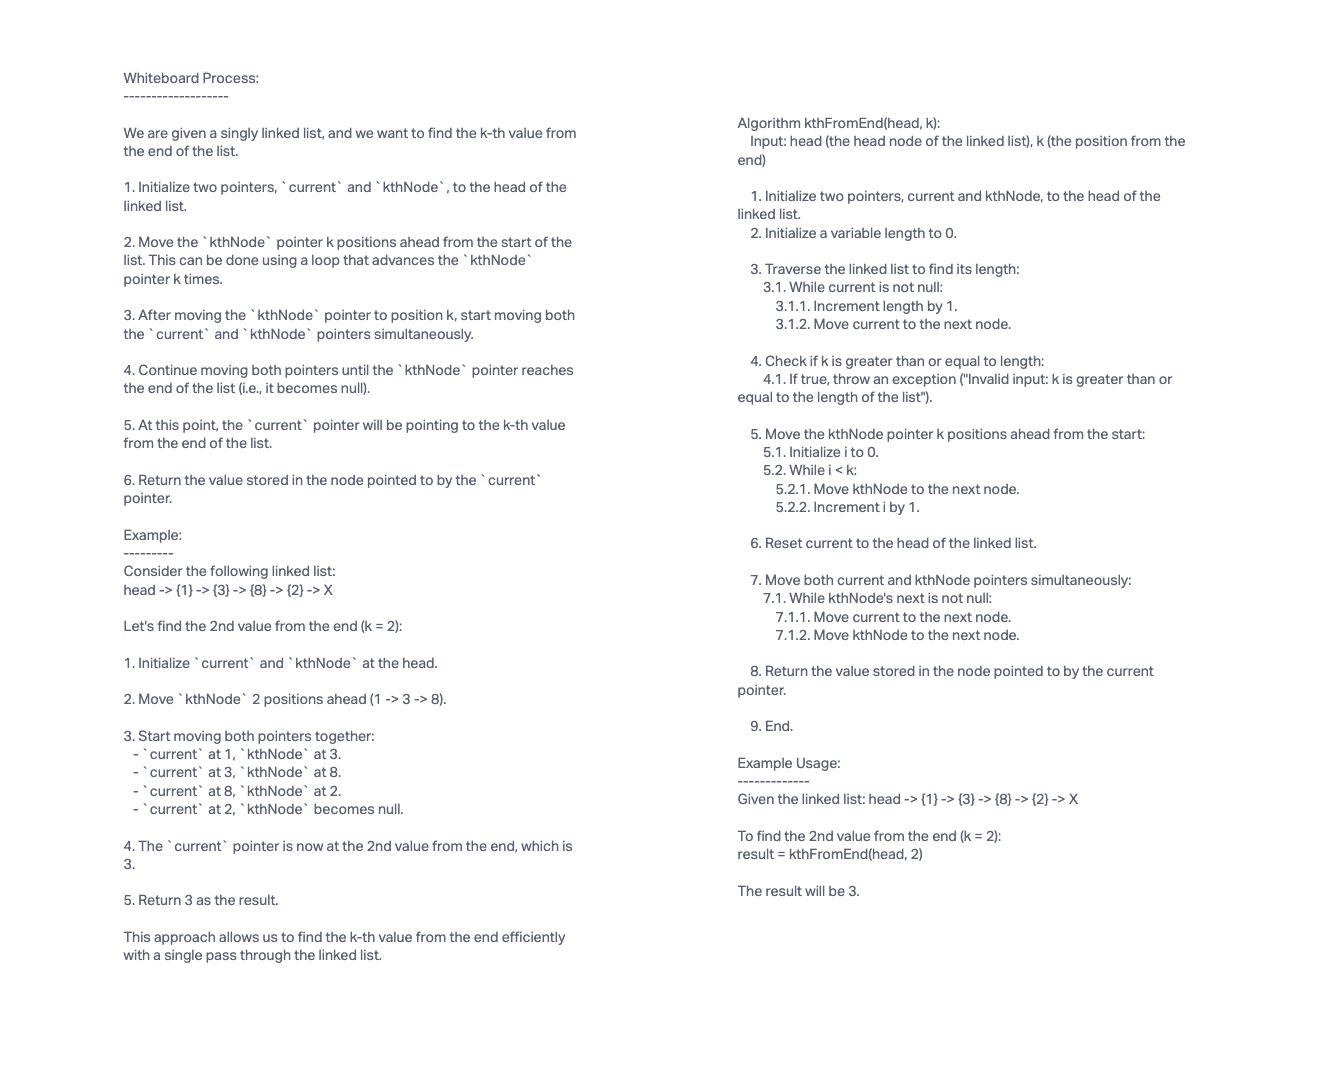 Whiteboard Process:
-------------------
We are given a singly linked list, and we want to find the k-th value from
the end of the list.
1. Initialize two pointers, `current` and `kthNode`, to the head of the
linked list.
2. Move the `kthNode` pointer k positions ahead from the start of the
list. This can be done using a loop that advances the `kthNode`
pointer k times.
3. After moving the `kthNode` pointer to position k, start moving both
the `current` and `kthNode` pointers simultaneously.
4. Continue moving both pointers until the `kthNode` pointer reaches
the end of the list (i.e., it becomes null).
5. At this point, the `current` pointer will be pointing to the k-th value
from the end of the list.
6. Return the value stored in the node pointed to by the `current`
pointer.
Example:
---------
Consider the following linked list:
head -> {1} -> {3} -> {8} -> {2} -> X
Let's find the 2nd value from the end (k = 2):
1. Initialize `current` and `kthNode` at the head.
2. Move `kthNode` 2 positions ahead (1 -> 3 -> 8).
3. Start moving both pointers together:
- `current` at 1, `kthNode` at 3.
- `current` at 3, `kthNode` at 8.
- `current` at 8, `kthNode` at 2.
- `current` at 2, `kthNode` becomes null.
4. The `current` pointer is now at the 2nd value from the end, which is
3.
5. Return 3 as the result.
This approach allows us to find the k-th value from the end efficiently
with a single pass through the linked list.
Algorithm kthFromEnd(head, k):
Input: head (the head node of the linked list), k (the position from the
end)
1. Initialize two pointers, current and kthNode, to the head of the
linked list.
2. Initialize a variable length to 0.
3. Traverse the linked list to find its length:
3.1. While current is not null:
3.1.1. Increment length by 1.
3.1.2. Move current to the next node.
4. Check if k is greater than or equal to length:
4.1. If true, throw an exception ("Invalid input: k is greater than or
equal to the length of the list").
5. Move the kthNode pointer k positions ahead from the start:
5.1. Initialize i to 0.
5.2. While i < k:
5.2.1. Move kthNode to the next node.
5.2.2. Increment i by 1.
6. Reset current to the head of the linked list.
7. Move both current and kthNode pointers simultaneously:
7.1. While kthNode's next is not null:
7.1.1. Move current to the next node.
7.1.2. Move kthNode to the next node.
8. Return the value stored in the node pointed to by the current
pointer.
9. End.
Example Usage:
-------------
Given the linked list: head -> {1} -> {3} -> {8} -> {2} -> X
To find the 2nd value from the end (k = 2):
result = kthFromEnd(head, 2)
The result will be 3.